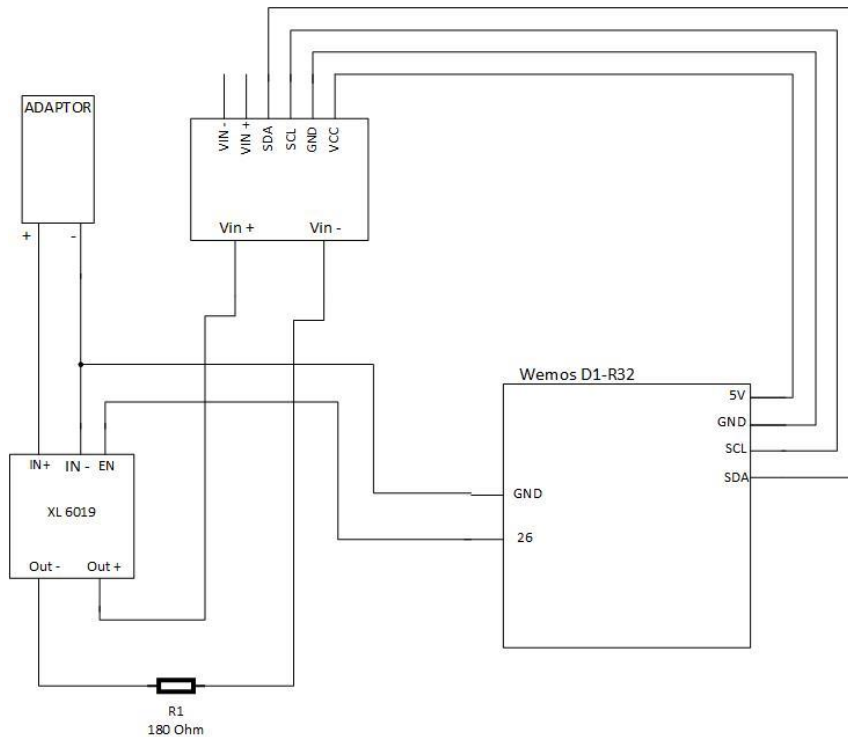 ADAPTOR
+
-
VIN -
VIN +
SDA
SCL
GND
VCC
Vin +
Vin -
Wemos D1-R32
5V
GND
SCL
SDA
GND
26
IN+
IN -
EN
XL 6019
Out -
Out +
R1
180 Ohm